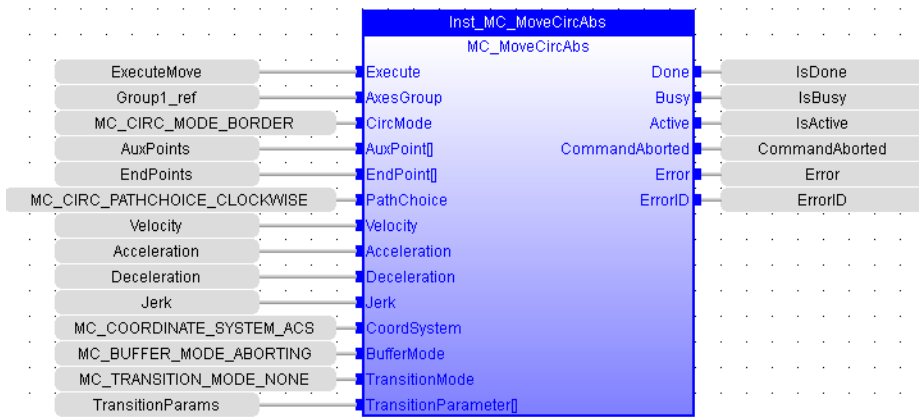 Inst_MC_MoveCircAbs
MC_MoveCircAbs
ExecuteMove Execute Done IsDone
Group1_ref AxesGroup Busy IsBusy
MC_CIRC_MODE_BORDER CircMode Active IsActive
AuxPoints AuxPoint[] CommandAborted CommandAborted
EndPoints EndPoint[] Error Error
MC_CIRC_PATHCHOICE_CLOCKWISE PathChoice ErrorID ErrorID
Velocity Velocity
Acceleration Acceleration
Deceleration Deceleration
Jerk Jerk
MC_COORDINATE_SYSTEM_ACS CoordSystem
MC_BUFFER_MODE_ABORTING BufferMode
MC_TRANSITION_MODE_NONE TransitionMode
TransitionParams TransitionParameter[]